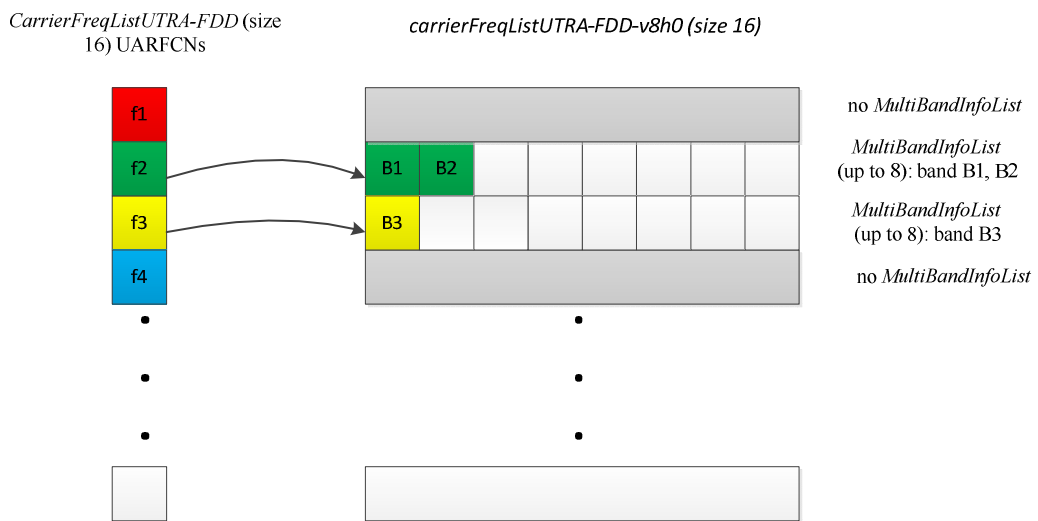 CarrierFreqListUTRA-FDD (size
16) UARFCNs
carrierFreqListUTRA-FDD-v8h0 (size 16)
f1
no MultiBandInfoList
f2
B1
B2
MultiBandInfoList
(up to 8): band B1, B2
f3
B3
MultiBandInfoList
(up to 8): band B3
f4
no MultiBandInfoList